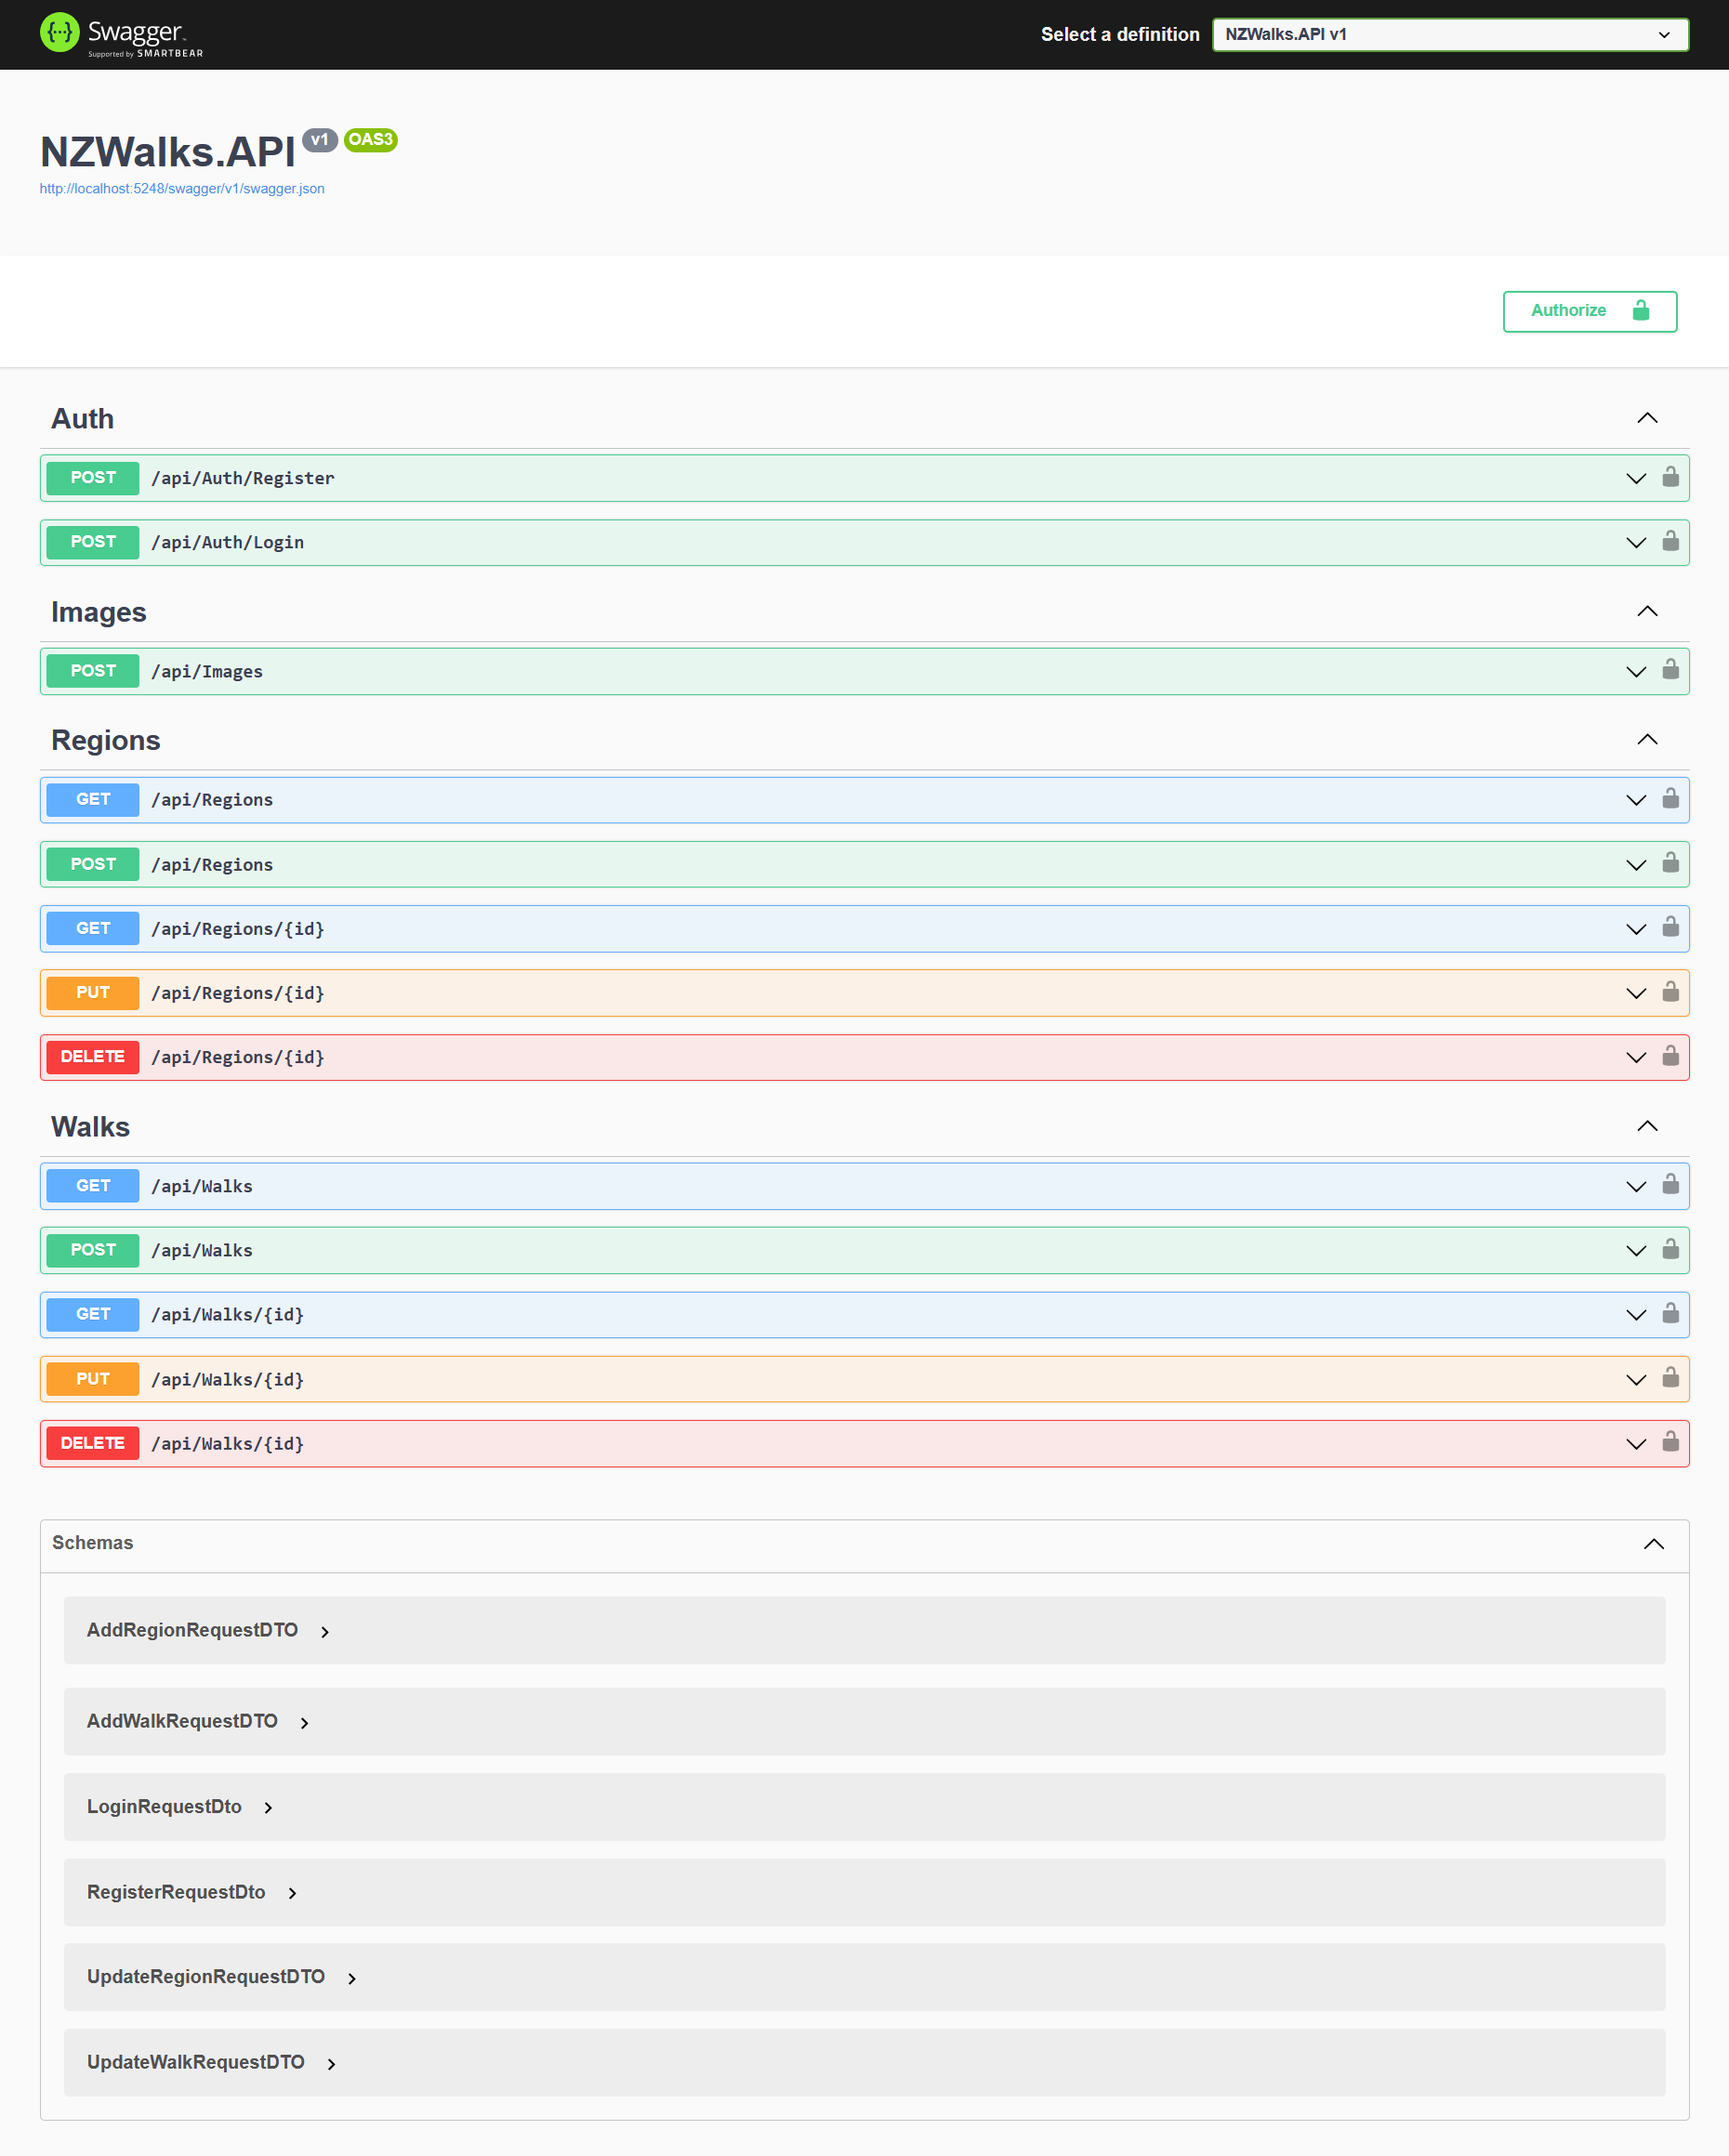 Swagger
Supported by SMARTBEAR
Select a definition
NZWalks.API v1
NZWalks.API v1 OAS3
http://localhost:5248/swagger/v1/swagger.json
Authorize
Auth
POST /api/Auth/Register
POST /api/Auth/Login
Images
POST /api/Images
Regions
GET /api/Regions
POST /api/Regions
GET /api/Regions/{id}
PUT /api/Regions/{id}
DELETE /api/Regions/{id}
Walks
GET /api/Walks
POST /api/Walks
GET /api/Walks/{id}
PUT /api/Walks/{id}
DELETE /api/Walks/{id}
Schemas
AddRegionRequestDTO
AddWalkRequestDTO
LoginRequestDto
RegisterRequestDto
UpdateRegionRequestDTO
UpdateWalkRequestDTO